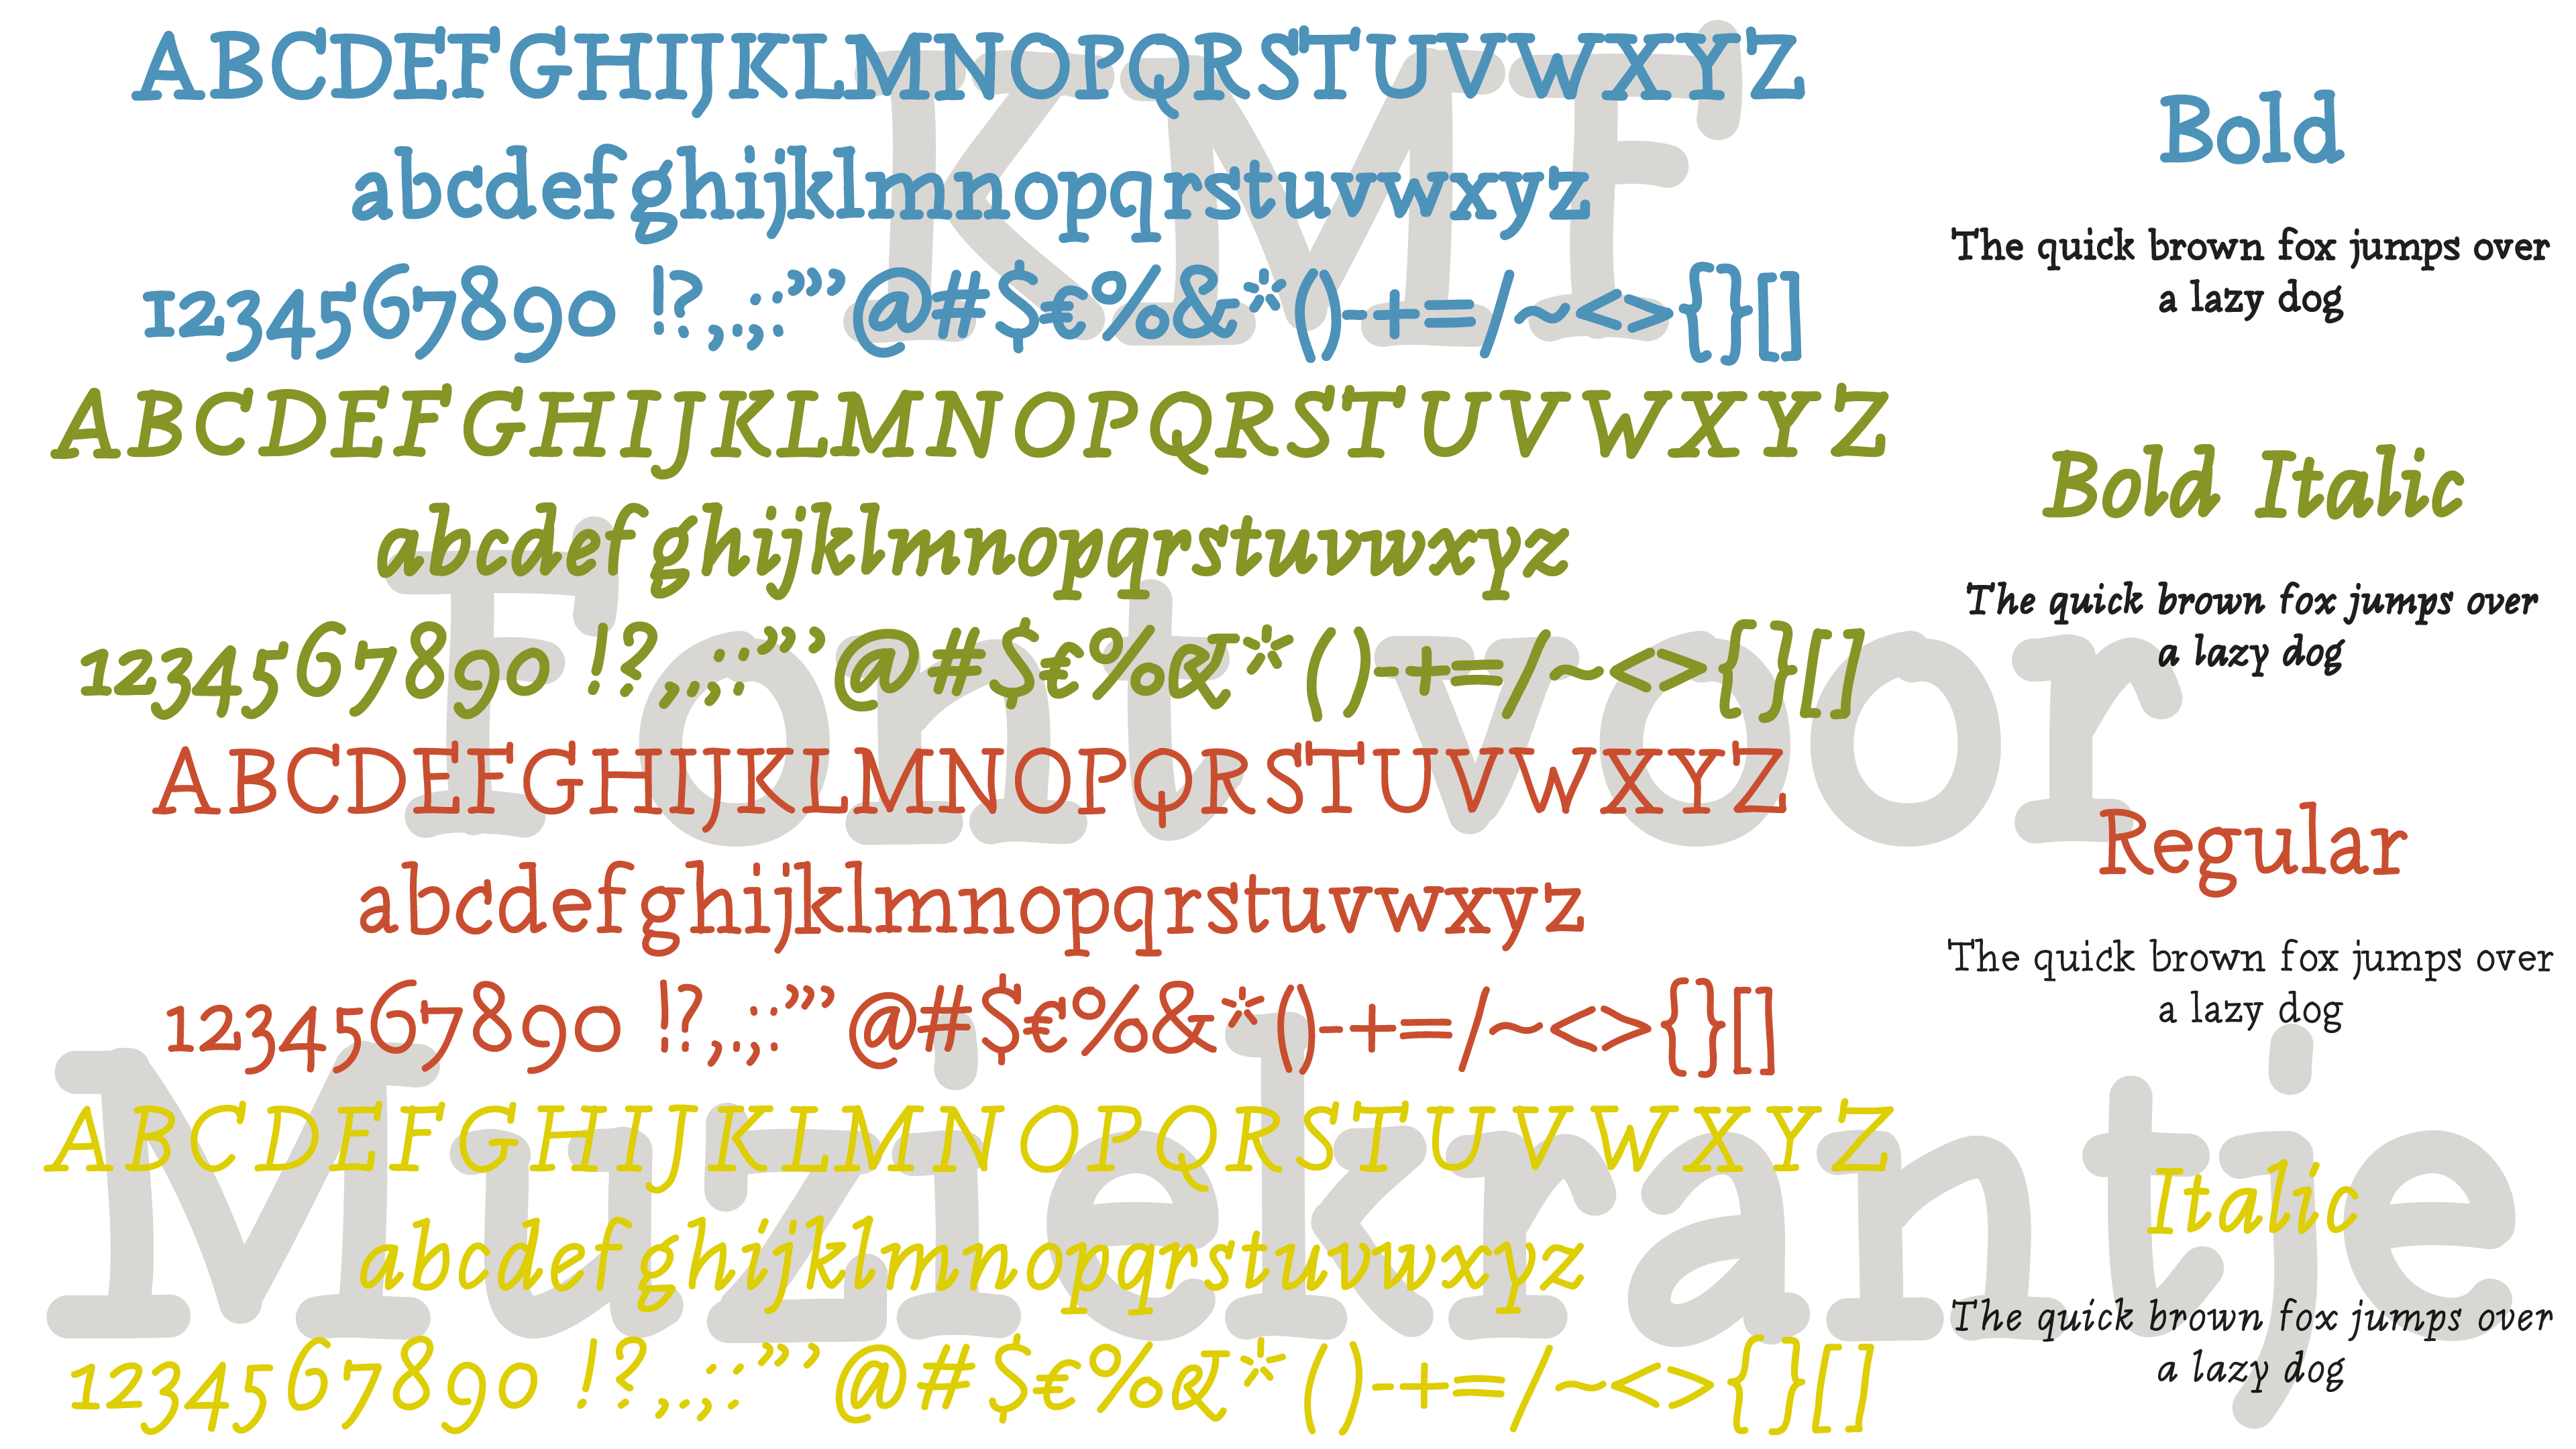 KMF
Font voor
Muziekrantje
ABCDEFGHIJKLMNOPQRSTUVWXYZ
abcdefghijklmnopqrstuvwxyz
1234567890 !?,.;:”’@#$€%&*()-+=/~<>{}[]
Bold
The quick brown fox jumps over
a lazy dog
ABCDEFGHIJKLMNOPQRSTUVWXYZ
abcdefghijklmnopqrstuvwxyz
1234567890 !?,.;:”’@#$€%&*()-+=/~<>{}[]
Bold Italic
The quick brown fox jumps over
a lazy dog
ABCDEFGHIJKLMNOPQRSTUVWXYZ
abcdefghijklmnopqrstuvwxyz
1234567890 !?,.;:”’@#$€%&*()-+=/~<>{}[]
Regular
The quick brown fox jumps over
a lazy dog
ABCDEFGHIJKLMNOPQRSTUVWXYZ
abcdefghijklmnopqrstuvwxyz
1234567890 !?,.;:”’@#$€%&*()-+=/~<>{}[]
Italic
The quick brown fox jumps over
a lazy dog